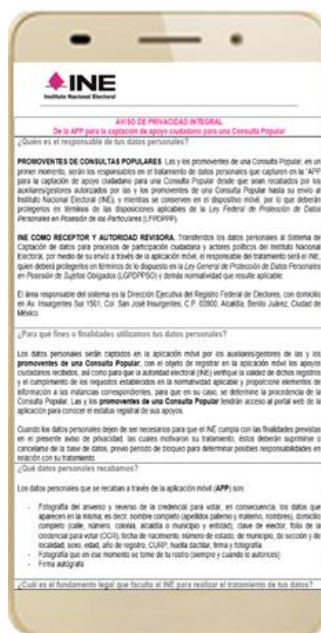 INE
Instituto Nacional Electoral
AVISO DE PRIVACIDAD INTEGRAL
De la APP para la captación de apoyo ciudadano para una Consulta Popular
¿Quién es el responsable de tus datos personales?
PROMOVENTES DE CONSULTAS POPULARES. Las y los promoventes de una Consulta Popular, en un
primer momento, serán los responsables en el tratamiento de datos personales que capturen en la "APP
para la captación de apoyo ciudadano para una Consulta Popular desde que sean recabados por los
auxiliares/gestores autorizados por las y los promoventes de una Consulta Popular hasta su envío al
Instituto Nacional Electoral (INE), y mientras se conserven en el dispositivo móvil, por lo que deberán
protegerlos en términos de las disposiciones aplicables de la Ley Federal de Protección de Datos
Personales en Posesión de los Particulares (LFPDPPP).
INE COMO RECEPTOR Y AUTORIDAD REVISORA. Transferidos los datos personales al Sistema de
Captación de datos para procesos de participación ciudadana y actores políticos del Instituto Nacional
Electoral, por medio de su envío a través de la aplicación móvil, el responsable del tratamiento será el INE,
quien deberá protegerlos en términos de lo dispuesto en la Ley General de Protección de Datos Personales
en Posesión de Sujetos Obligados (LGPDPPSO) y demás normatividad que resulte aplicable.
El área responsable del sistema es la Dirección Ejecutiva del Registro Federal de Electores, con domicilio
en Av. Insurgentes Sur 1561, Col. San José Insurgentes, C.P. 03900, Alcaldía, Benito Juárez, Ciudad de
México.
¿Para qué fines o finalidades utilizamos tus datos personales?
Los datos personales serán captados en la aplicación móvil por los auxiliares/gestores de las y los
promoventes de una Consulta Popular, con el objeto de registrar en la aplicación móvil los apoyos
ciudadanos recibidos, así como para que la autoridad electoral (INE) verifique la validez de dichos registros
y el cumplimiento de los requisitos establecidos en la normatividad aplicable y proporcione elementos de
información a las instancias correspondientes, para que en su caso, se determine la procedencia de la
Consulta Popular. Las y los promoventes de una Consulta Popular tendrán acceso al portal web de la
aplicación para conocer el estatus registral de sus apoyos.
Cuando los datos personales dejen de ser necesarios para que el INE cumpla con las finalidades previstas
en el presente aviso de privacidad, las cuales motivaron su tratamiento, éstos deberán suprimirse o
cancelarse de la base de datos, previo periodo de bloqueo para determinar posibles responsabilidades en
relación con su tratamiento.
¿Qué datos personales recabamos?
Los datos personales que se recaban a través de la aplicación móvil (APP) son:
- Fotografía del anverso y reverso de la credencial para votar, en consecuencia, los datos que
aparecen en la misma; es decir: nombre completo (apellidos paterno y materno, nombres), domicilio
completo (calle, número, colonia, alcaldía o municipio y entidad), clave de elector, folio de la
credencial para votar (OCR), fecha de nacimiento, número de estado, de municipio, de sección y de
localidad, sexo, edad, año de registro, CURP, huella dactilar, firma y fotografía
- Fotografía que en ese momento se tome de tu rostro (siempre y cuando lo autorices)
- Firma autógrafa
¿Cuál es el fundamento legal que faculta al INE para realizar el tratamiento de tus datos?